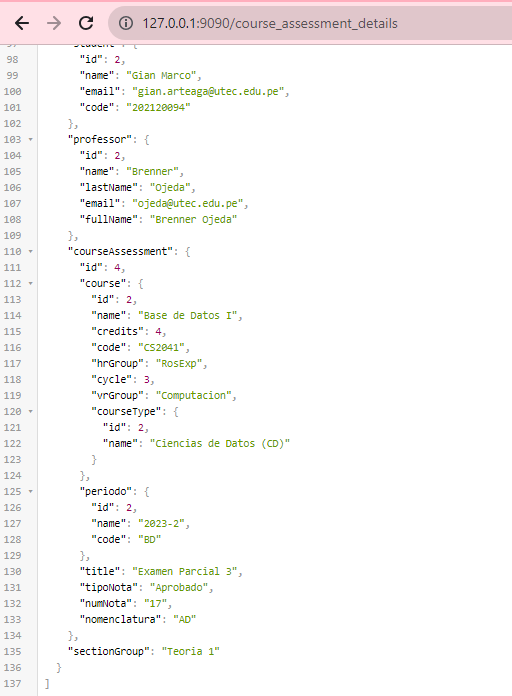 127.0.0.1:9090/course_assessment_details
97 "student": {
98 "id": 2,
99 "name": "Gian Marco",
100 "email": "gian.arteaga@utec.edu.pe",
101 "code": "202120094"
102 },
103 "professor": {
104 "id": 2,
105 "name": "Brenner",
106 "lastName": "Ojeda",
107 "email": "ojeda@utec.edu.pe",
108 "fullName": "Brenner Ojeda"
109 },
110 "courseAssessment": {
111 "id": 4,
112 "course": {
113 "id": 2,
114 "name": "Base de Datos I",
115 "credits": 4,
116 "code": "CS2041",
117 "hrGroup": "RosExp",
118 "cycle": 3,
119 "vrGroup": "Computacion",
120 "courseType": {
121 "id": 2,
122 "name": "Ciencias de Datos (CD)"
123 }
124 },
125 "periodo": {
126 "id": 2,
127 "name": "2023-2",
128 "code": "BD"
129 },
130 "title": "Examen Parcial 3",
131 "tipoNota": "Aprobado",
132 "numNota": "17",
133 "nomenclatura": "AD"
134 },
135 "sectionGroup": "Teoria 1"
136 }
137 ]